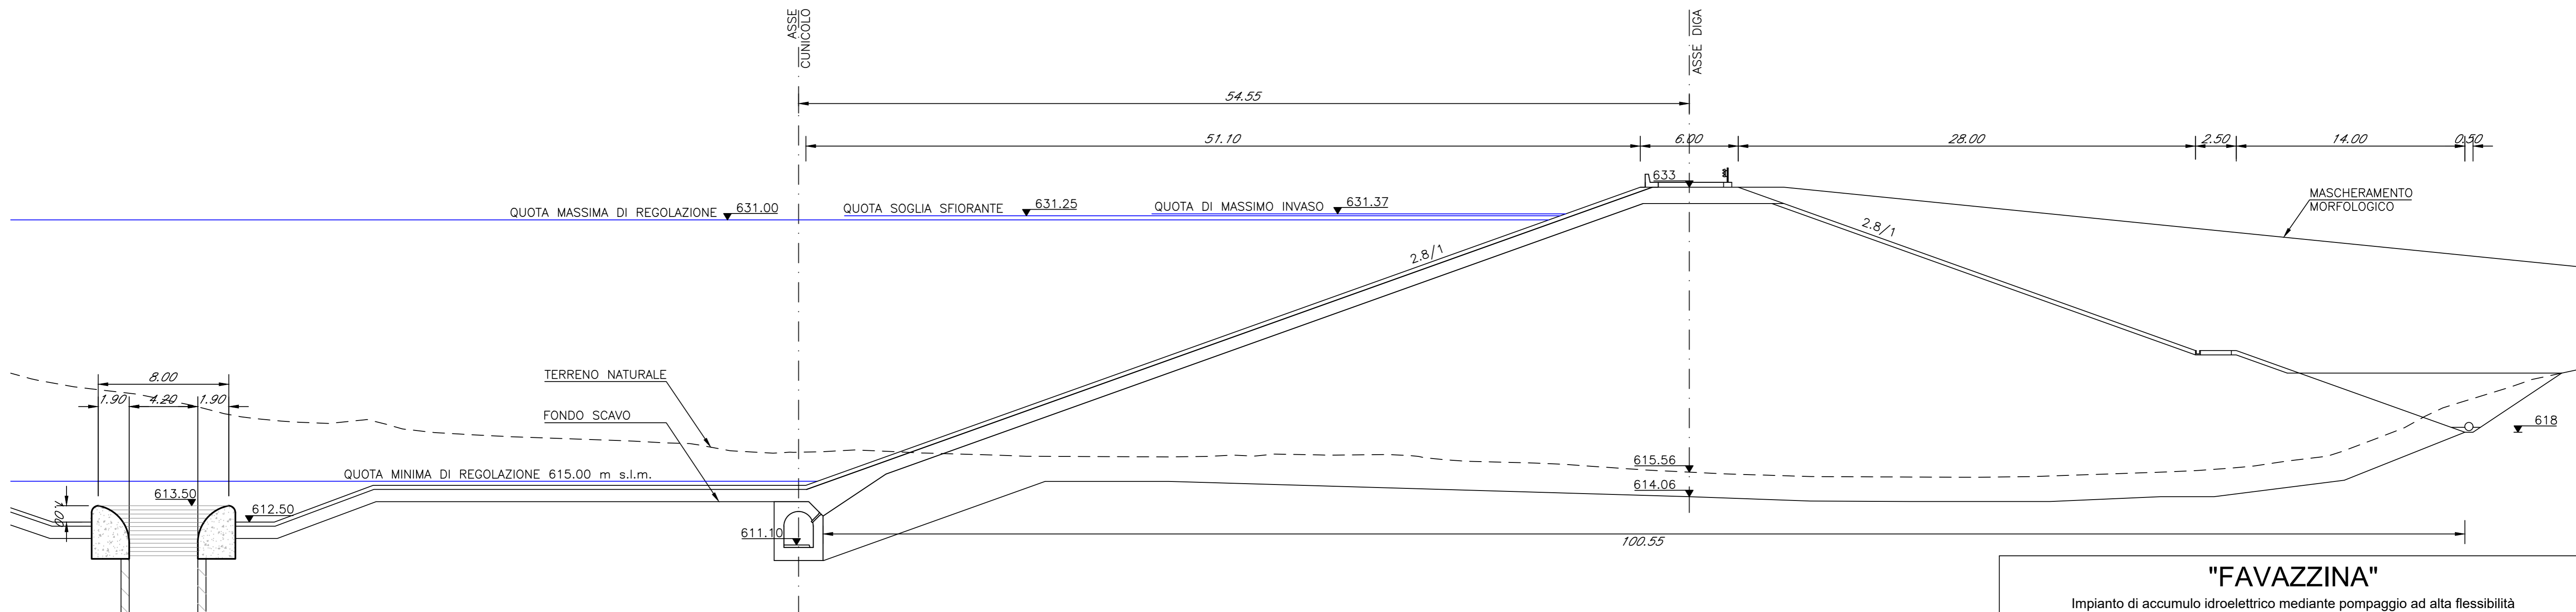 ASSE
CUNICOLO
ASSE DIGA
54.55
51.10
6.00
28.00
2.50
14.00
0.50
633
MASCHERAMENTO
MORFOLOGICO
QUOTA MASSIMA DI REGOLAZIONE 631.00
QUOTA SOGLIA SFIORANTE 631.25
QUOTA DI MASSIMO INVASO 631.37
2.8/1
2.8/1
8.00
1.90
4.20
1.90
TERRENO NATURALE
FONDO SCAVO
618
QUOTA MINIMA DI REGOLAZIONE 615.00 m s.l.m.
615.56
614.06
613.50
1.00
612.50
611.10
100.55
"FAVAZZINA"
Impianto di accumulo idroelettrico mediante pompaggio ad alta flessibilità